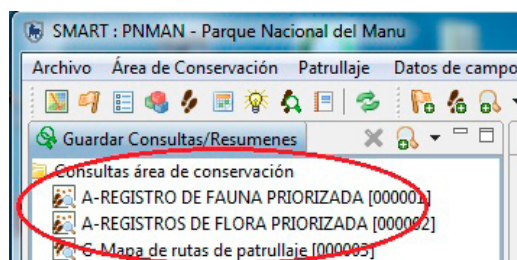 SMART : PNMAN - Parque Nacional del Manu
Archivo Área de Conservación Patrullaje Datos de campo
Guardar Consultas/Resumenes
Consultas área de conservación
A-REGISTRO DE FAUNA PRIORIZADA [000001]
A-REGISTROS DE FLORA PRIORIZADA [000002]
C-Mapa de rutas de patrullaje [000003]